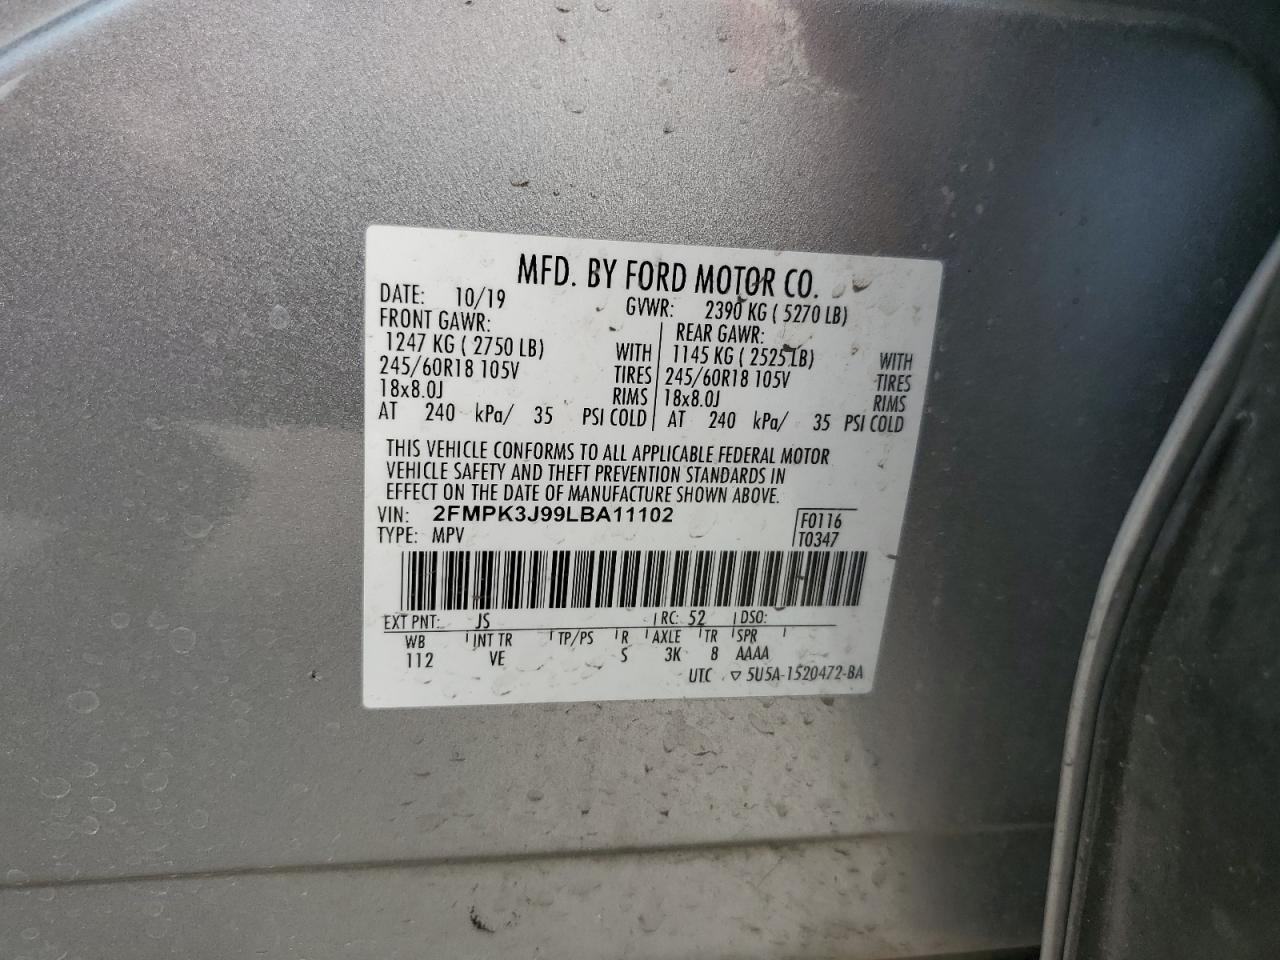 MFD. BY FORD MOTOR CO.
DATE: 10/19 GVWR: 2390 KG ( 5270 LB)
FRONT GAWR: REAR GAWR:
1247 KG ( 2750 LB) WITH 1145 KG ( 2525 LB) WITH
245/60R18 105V TIRES 245/60R18 105V TIRES
18x8.0J RIMS 18x8.0J RIMS
AT 240 kPa/ 35 PSI COLD AT 240 kPa/ 35 PSI COLD
THIS VEHICLE CONFORMS TO ALL APPLICABLE FEDERAL MOTOR
VEHICLE SAFETY AND THEFT PREVENTION STANDARDS IN
EFFECT ON THE DATE OF MANUFACTURE SHOWN ABOVE.
VIN: 2FMPK3J99LBA11102 F0116
TYPE: MPV T0347
EXT PNT: JS RC: 52 DSO:
WB INT TR TP/PS R AXLE TR SPR
112 VE S 3K 8 AAAA
UTC ▽ 5U5A-1520472-BA